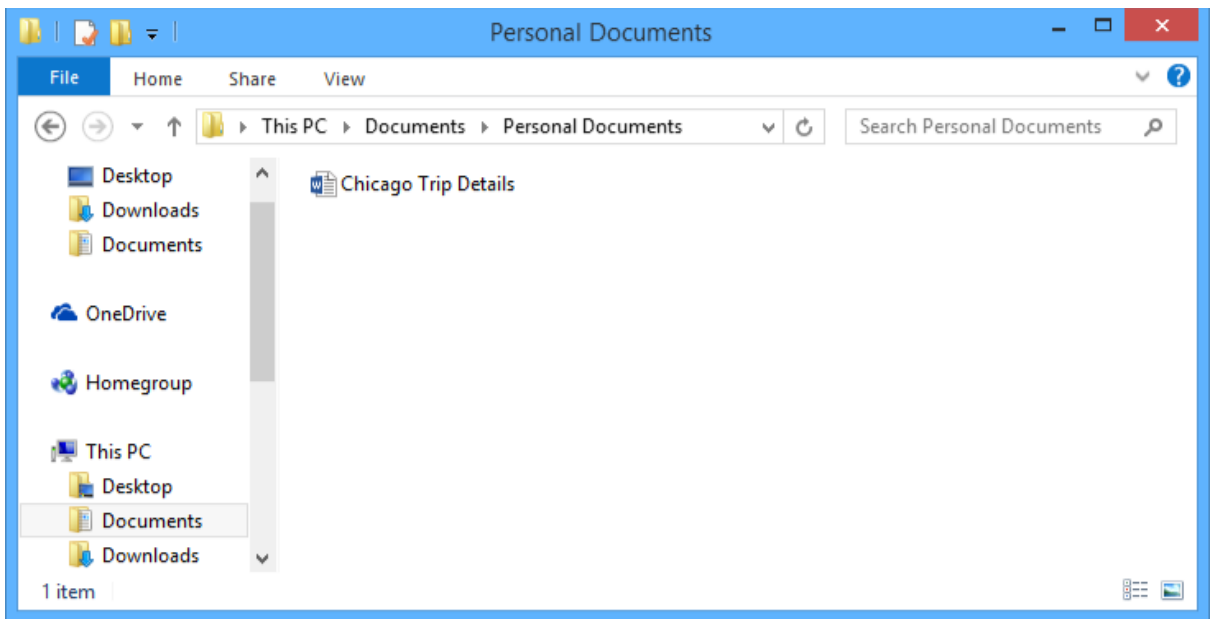 Personal Documents
File Home Share View
This PC Documents Personal Documents Search Personal Documents
Desktop
Downloads
Documents
OneDrive
Homegroup
This PC
Desktop
Documents
Downloads
Chicago Trip Details
1 item